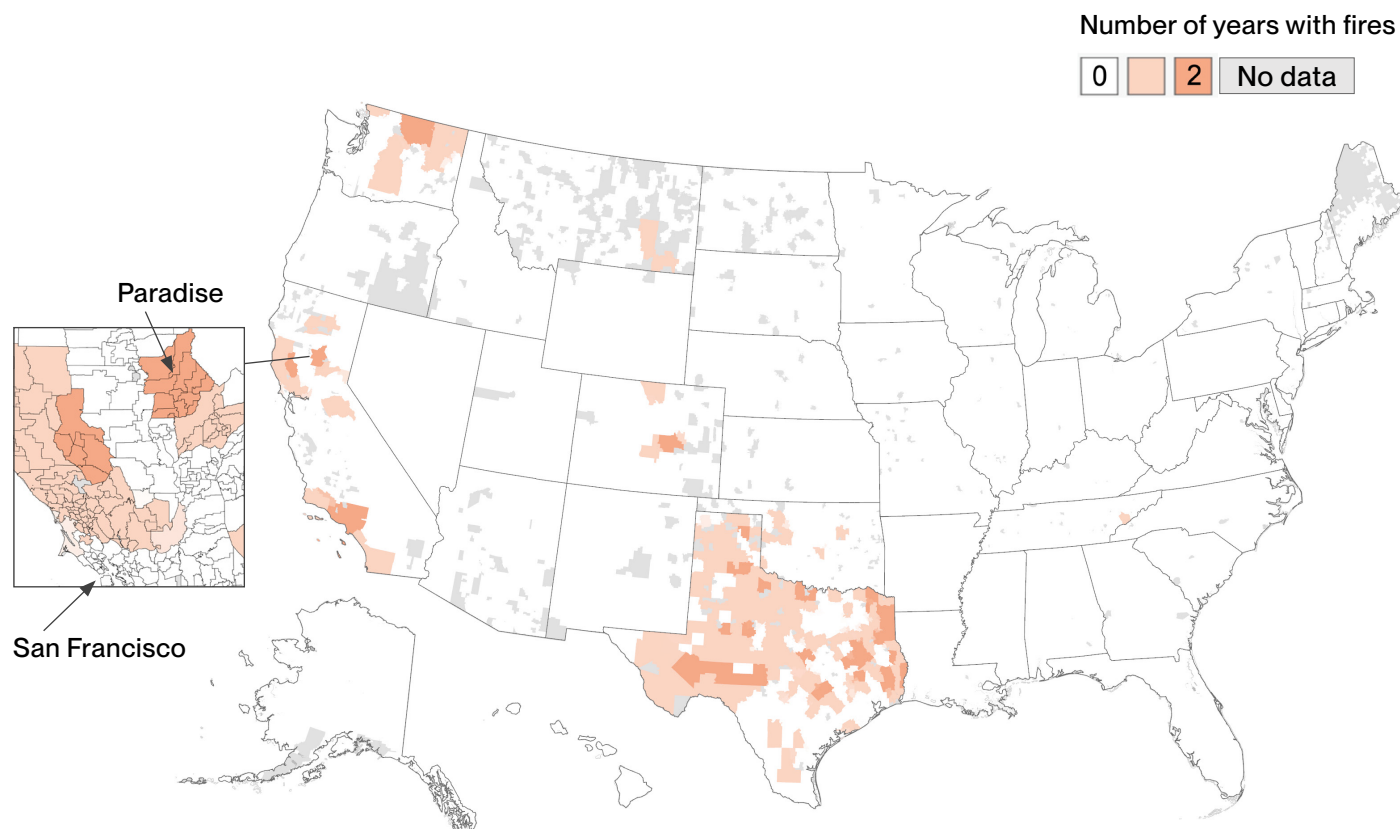 Number of years with fires
0 2 No data
Paradise
San Francisco